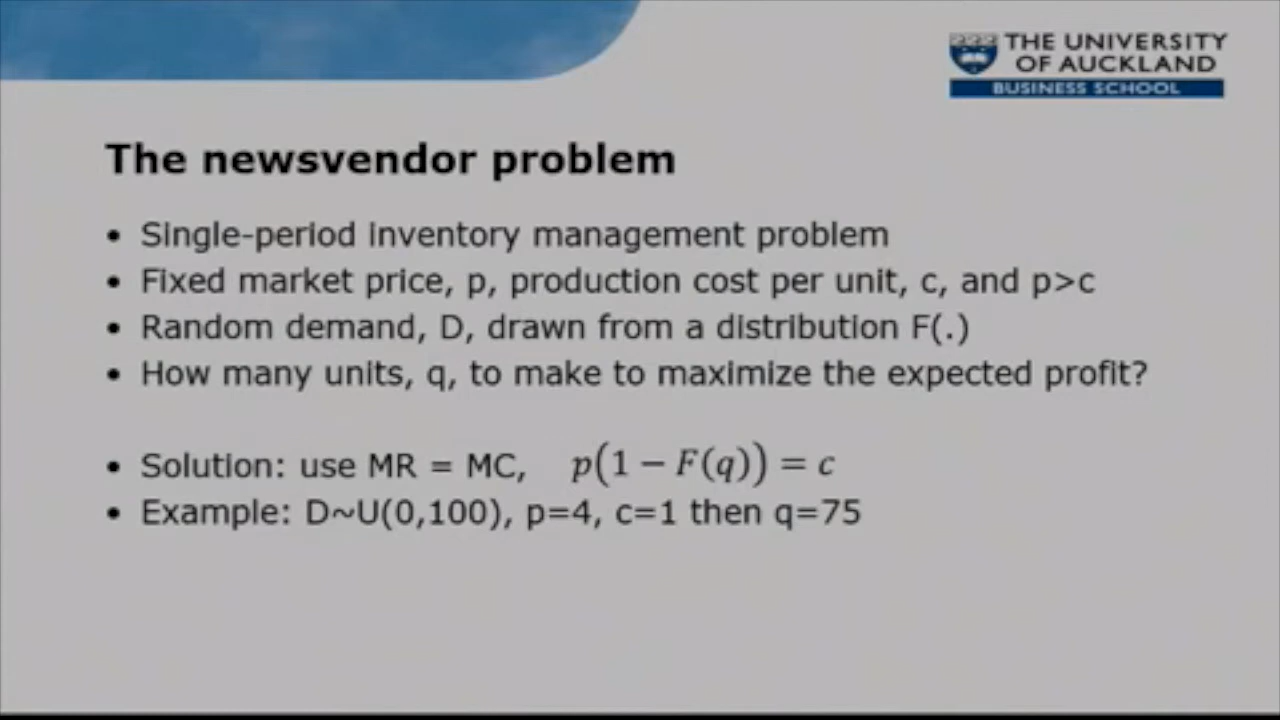 THE UNIVERSITY
OF AUCKLAND
BUSINESS SCHOOL
The newsvendor problem
• Single-period inventory management problem
• Fixed market price, p, production cost per unit, c, and p>c
• Random demand, D, drawn from a distribution F(.)
• How many units, q, to make to maximize the expected profit?
• Solution: use MR = MC, p(1 − F(q)) = c
• Example: D~U(0,100), p=4, c=1 then q=75